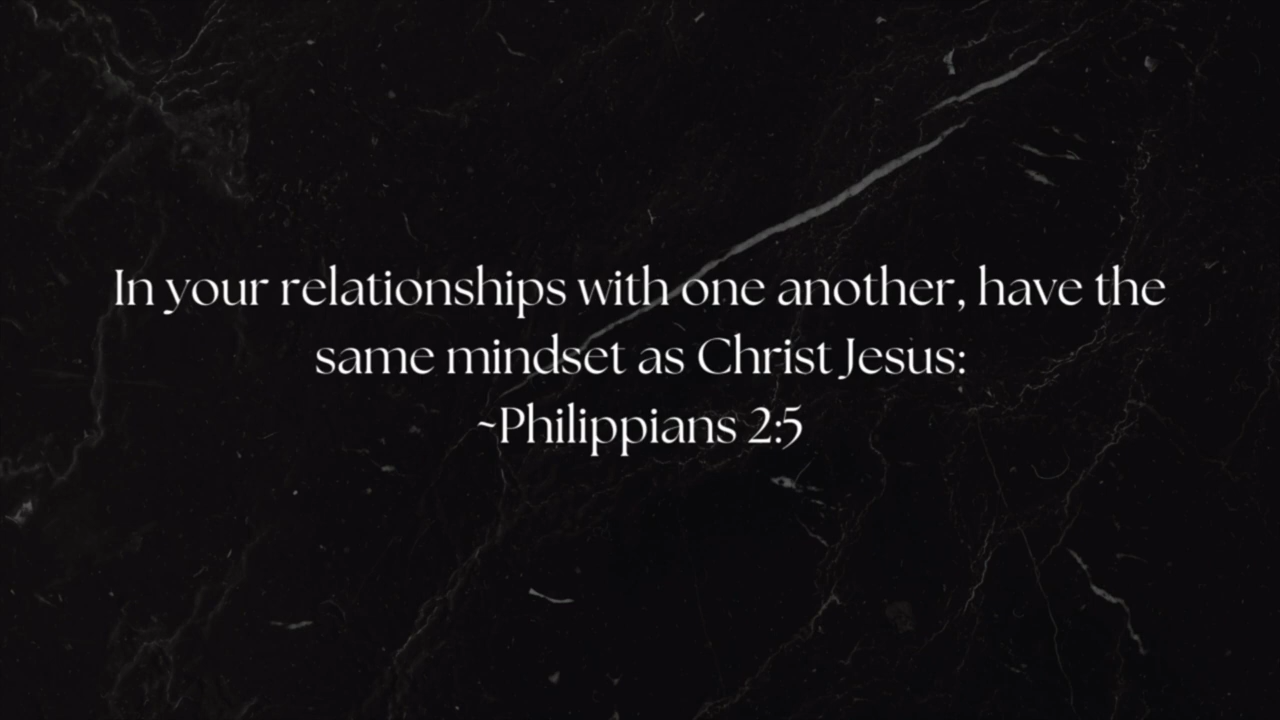 In your relationships with one another, have the
same mindset as Christ Jesus:
~Philippians 2:5